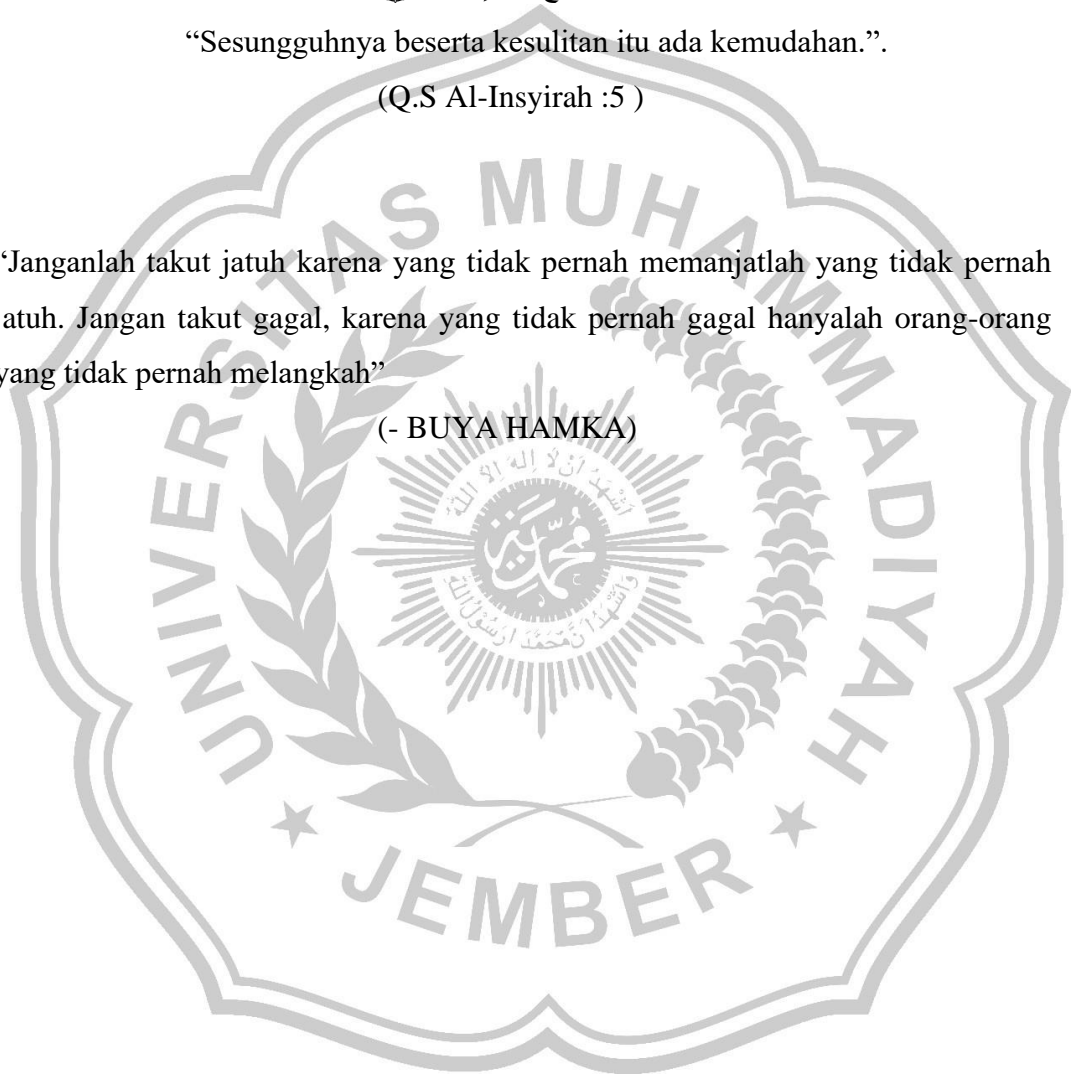 “Sesungguhnya beserta kesulitan itu ada kemudahan.”.
(Q.S Al-Insyirah :5 )
“Janganlah takut jatuh karena yang tidak pernah memanjatlah yang tidak pernah
atuh. Jangan takut gagal, karena yang tidak pernah gagal hanyalah orang-orang
yang tidak pernah melangkah”
(- BUYA HAMKA)
UNIVERSITAS MUHAMMADIYAH
JEMBER